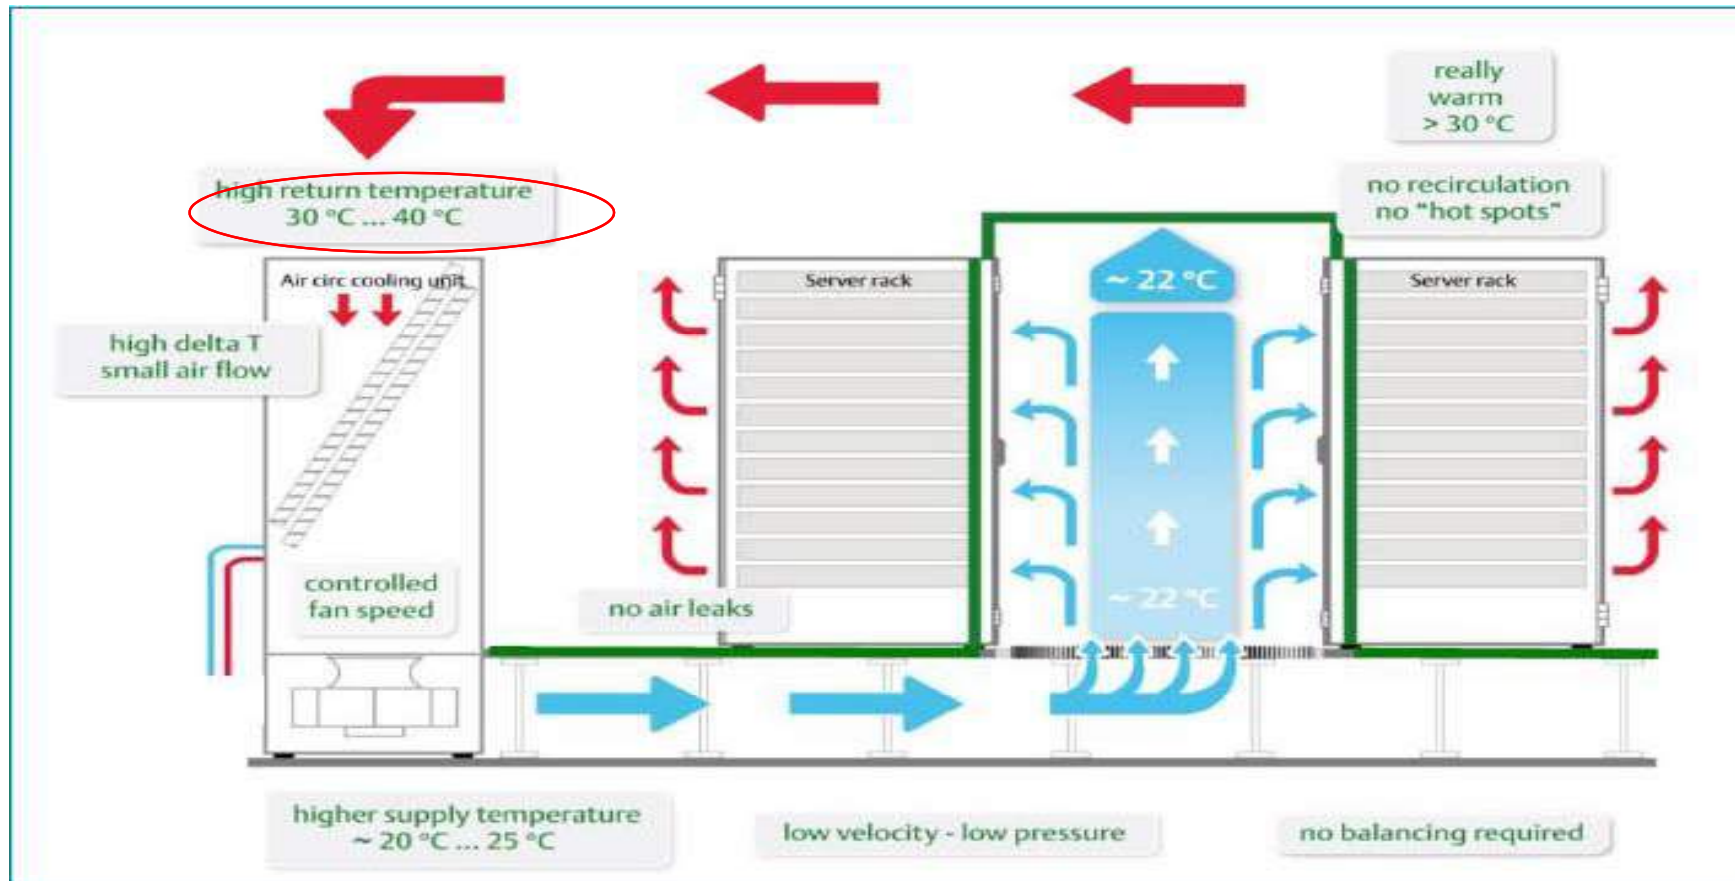 really
warm
> 30 °C
high return temperature
30 °C ... 40 °C
no recirculation
no "hot spots"
Air circ cooling unit
Server rack
~ 22 °C
Server rack
high delta T
small air flow
controlled
fan speed
no air leaks
~ 22 °C
higher supply temperature
~ 20 °C ... 25 °C
low velocity - low pressure
no balancing required